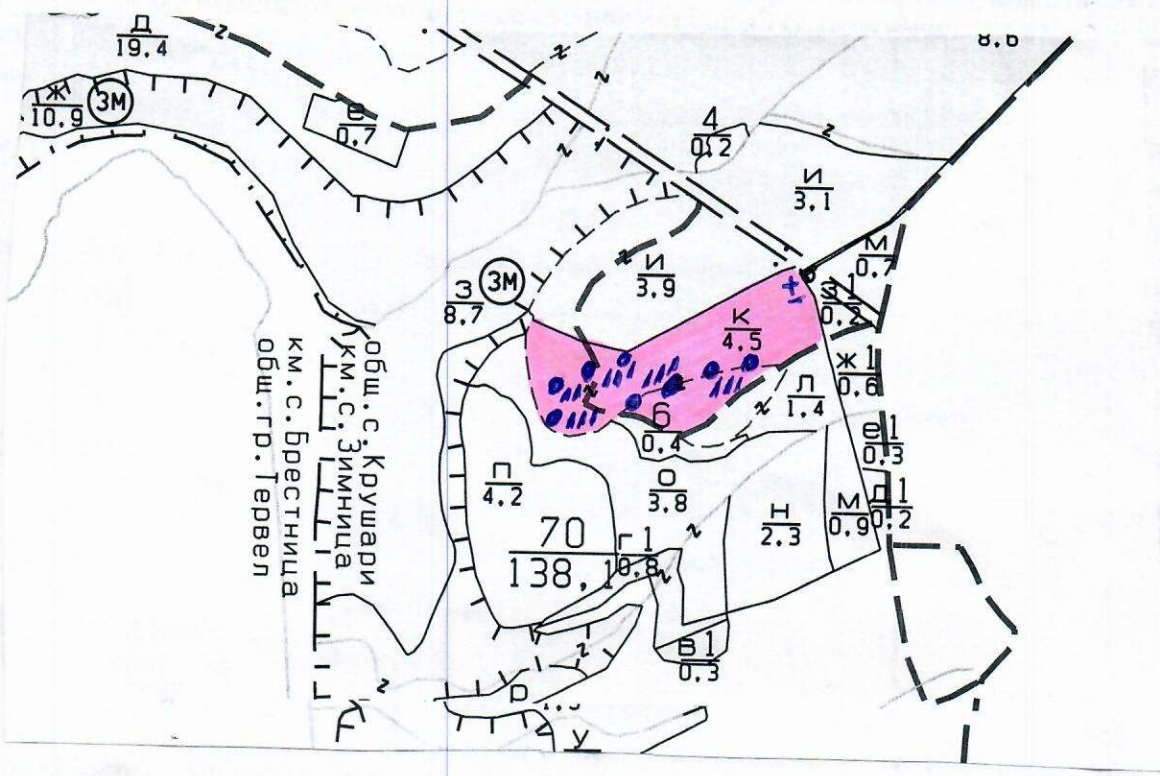 Д
19.4
8.6
Ж
10.9
ЗМ
е
0.7
4
0.2
И
3.1
М
0.7
З
8.7
ЗМ
И
3.9
К
4.5
+
-
З1
0.2
Ж1
0.6
Л
1.4
б
0.4
е1
0.3
П
4.2
О
3.8
Н
2.3
М
0.9
Д1
0.2
70
138,1
Г1
0.8
В1
0.3
Р
У
общ.с.Крушари
км.с.Зимница
км.с.Брестница
общ.гр.Тервел